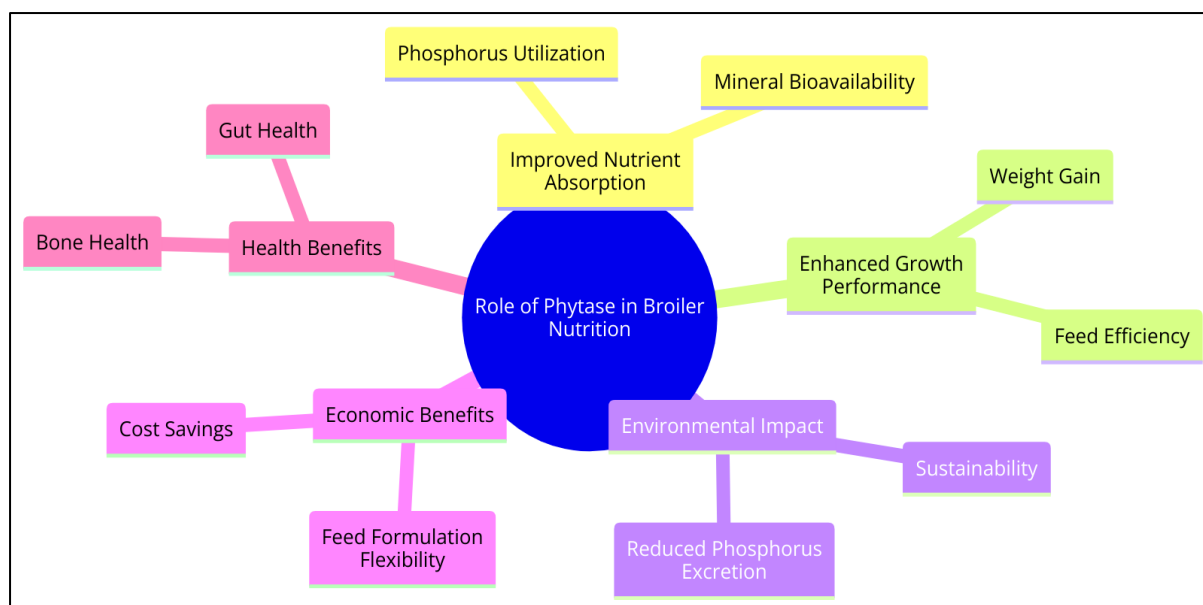 Phosphorus Utilization
Mineral Bioavailability
Gut Health
Improved Nutrient
Absorption
Weight Gain
Bone Health
Health Benefits
Enhanced Growth
Performance
Role of Phytase in Broiler
Nutrition
Feed Efficiency
Cost Savings
Economic Benefits
Environmental Impact
Sustainability
Feed Formulation
Flexibility
Reduced Phosphorus
Excretion